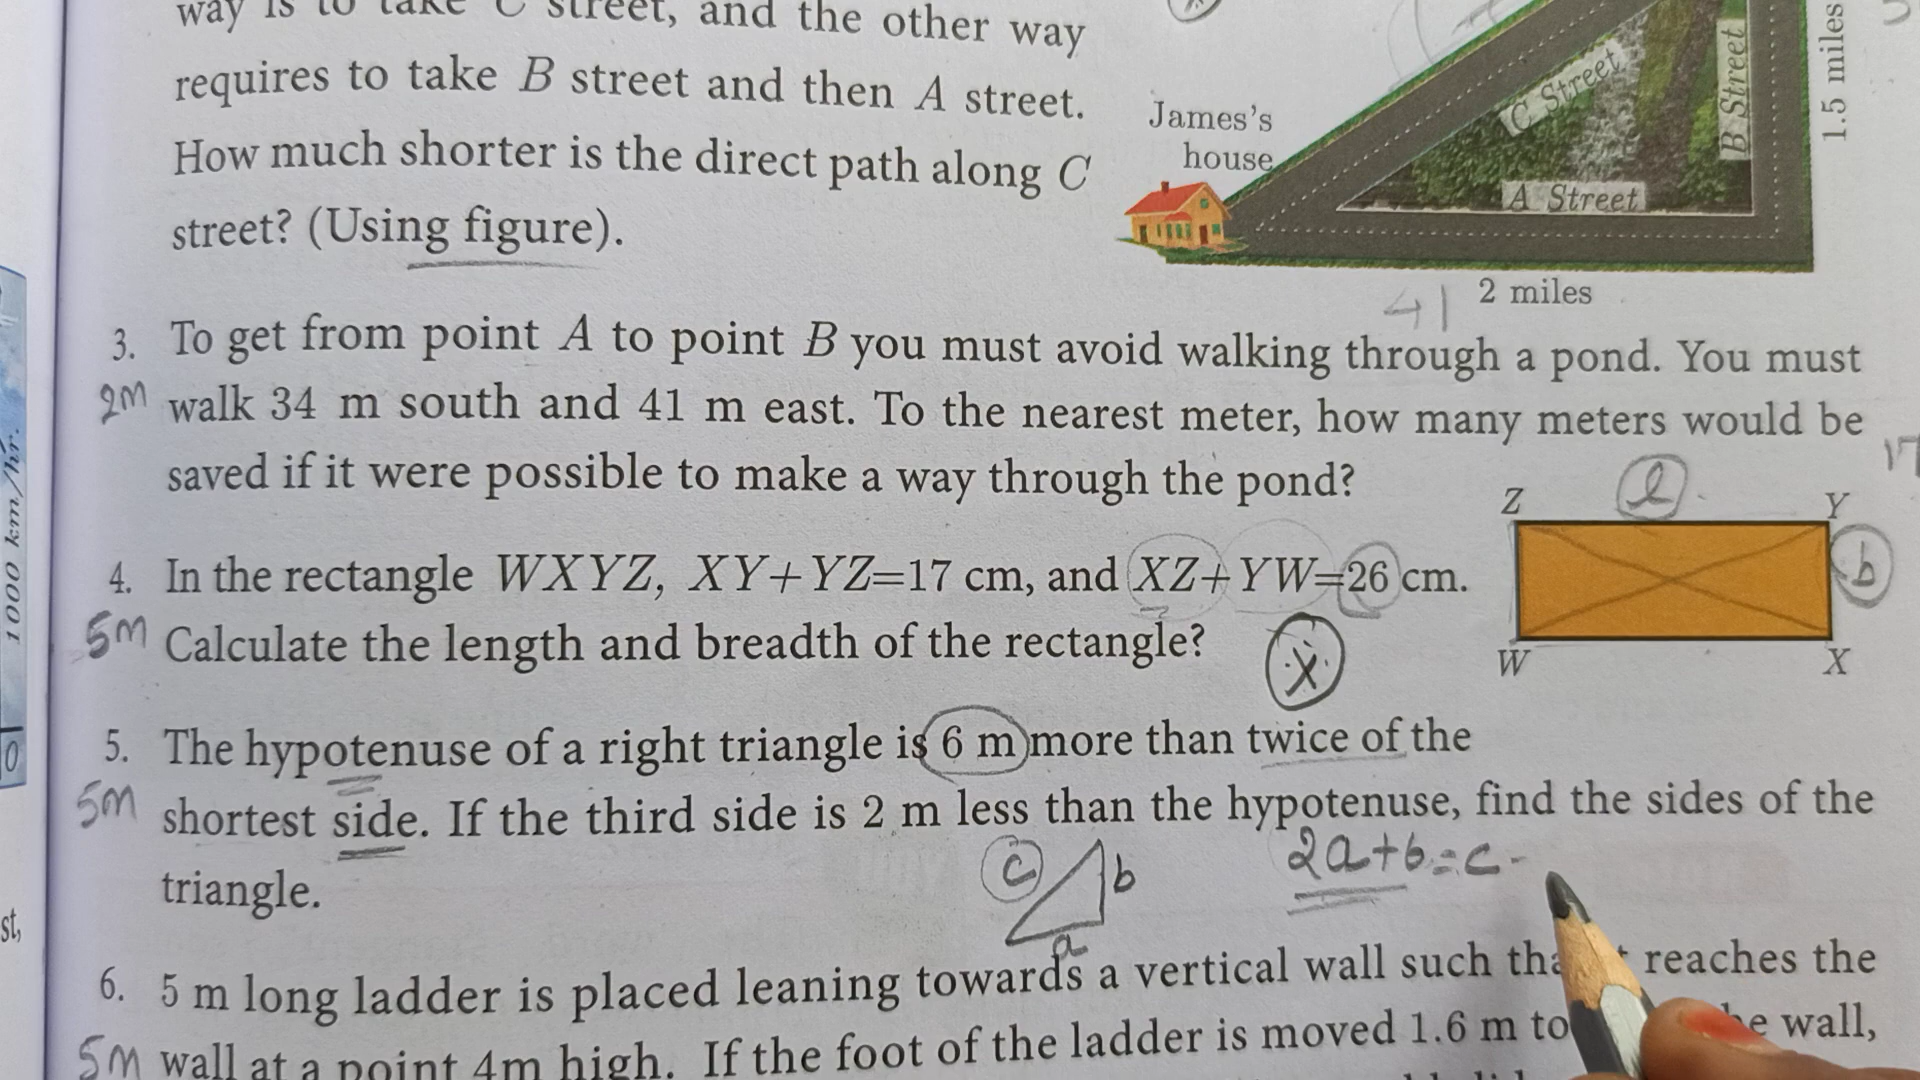 way is to take C street, and the other way
requires to take B street and then A street.
How much shorter is the direct path along C
street? (Using figure).
James's
house
C Street
B Street
A Street
1.5 miles
2 miles
41
3. To get from point A to point B you must avoid walking through a pond. You must
2M walk 34 m south and 41 m east. To the nearest meter, how many meters would be
saved if it were possible to make a way through the pond?
17
4. In the rectangle WXYZ, XY+YZ=17 cm, and XZ+YW=26 cm.
5M Calculate the length and breadth of the rectangle?
Z l Y
b
W X
5. The hypotenuse of a right triangle is 6 m more than twice of the
5m shortest side. If the third side is 2 m less than the hypotenuse, find the sides of the
triangle.
c b
a
2a+6=c-
6. 5 m long ladder is placed leaning towards a vertical wall such reaches the
5M wall at a point 4m high. If the foot of the ladder is moved 1.6 m wall,
1000 km/hr.
0
st,